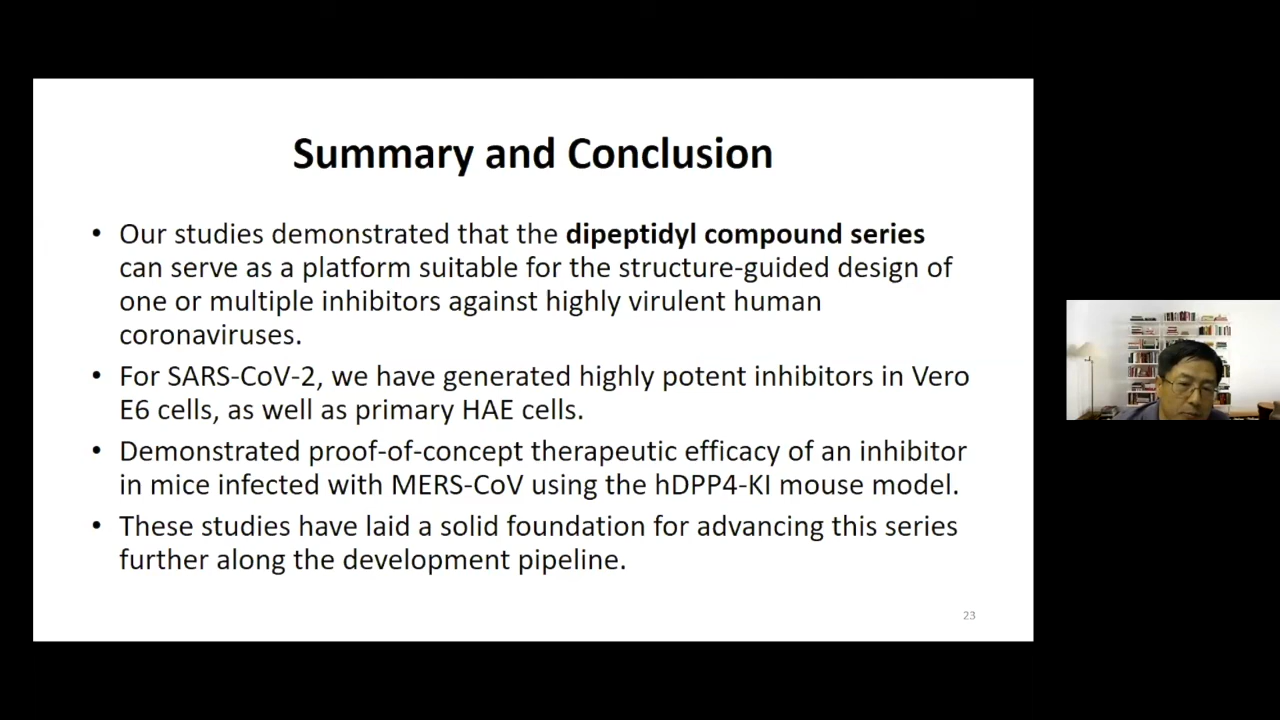 Summary and Conclusion
• Our studies demonstrated that the dipeptidyl compound series
can serve as a platform suitable for the structure-guided design of
one or multiple inhibitors against highly virulent human
coronaviruses.
• For SARS-CoV-2, we have generated highly potent inhibitors in Vero
E6 cells, as well as primary HAE cells.
• Demonstrated proof-of-concept therapeutic efficacy of an inhibitor
in mice infected with MERS-CoV using the hDPP4-KI mouse model.
• These studies have laid a solid foundation for advancing this series
further along the development pipeline.
23